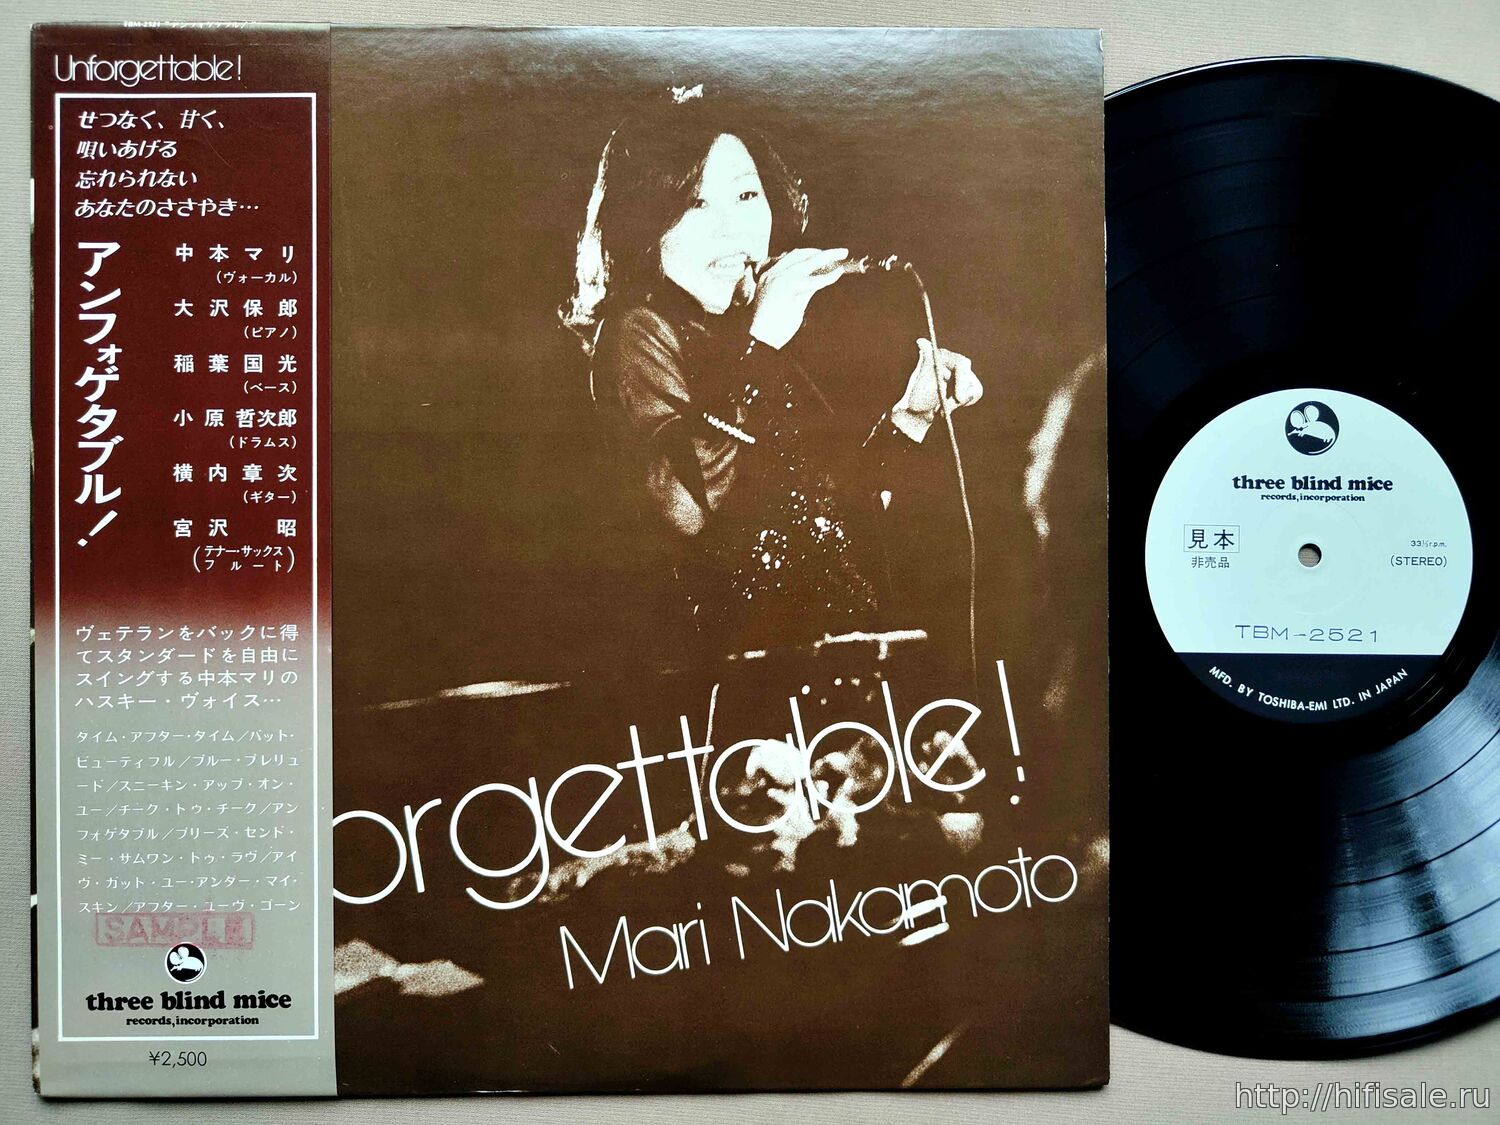 TBM-2521
Unforgettable!
せつなく、甘く、
唄いあげる
忘れられない
あなたのささやき…
アンフォゲタブル!
中本マリ
(ヴォーカル)
大沢保郎
(ピアノ)
稲葉国光
(ベース)
小原哲次郎
(ドラムス)
横内章次
(ギター)
宮沢 昭
(テナー・サックス
フルート)
ヴェテランをバックに得
てスタンダードを自由に
スイングする中本マリの
ハスキー・ヴォイス…
タイム・アフター・タイム/バット・
ビューティフル/ブルー・プレリュ
ード/スニーキン・アップ・オン・
ユー/チーク・トゥ・チーク/アン
フォゲタブル/プリーズ・センド・
ミー・サムワン・トゥ・ラヴ/アイ
ヴ・ガット・ユー・アンダー・マイ・
スキン/アフター・ユーヴ・ゴーン
SAMPLE
three blind mice
records,incorporation
¥2,500
orgettable!
Mari Nakamoto
three blind mice
records,incorporation
見本
非売品
33⅓r.p.m.
(STEREO)
TBM-2521
MFD. BY TOSHIBA-EMI LTD. IN JAPAN
http://hifisale.ru